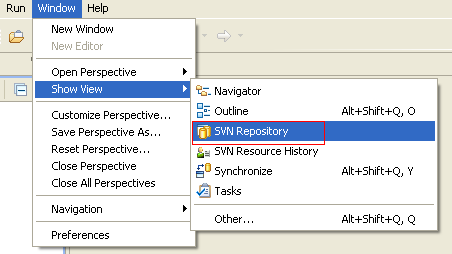 Run Window Help
New Window
New Editor
Open Perspective
Show View
Customize Perspective...
Save Perspective As...
Reset Perspective...
Close Perspective
Close All Perspectives
Navigation
Preferences
Navigator
Outline Alt+Shift+Q, O
SVN Repository
SVN Resource History
Synchronize Alt+Shift+Q, Y
Tasks
Other... Alt+Shift+Q, Q